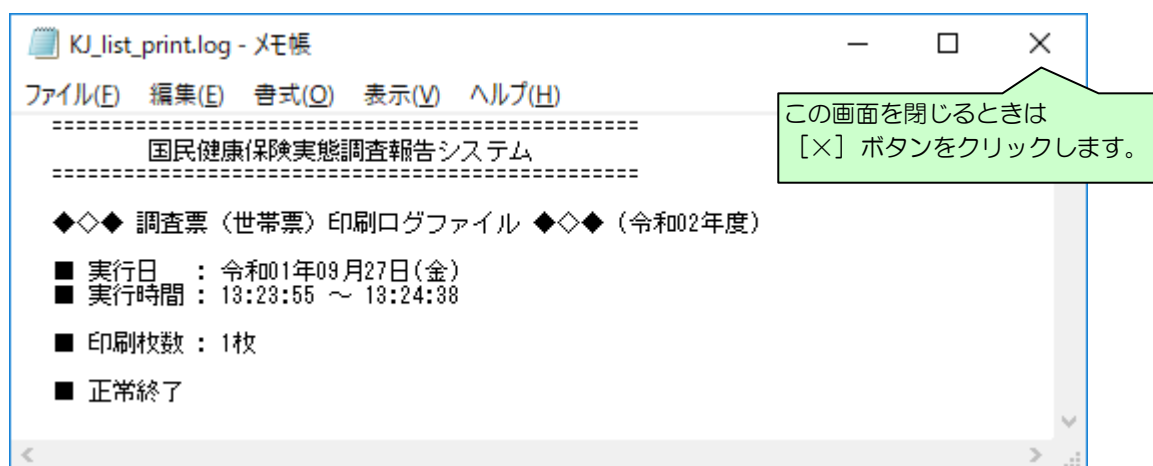 KJ_list_print.log - メモ帳
ファイル(F) 編集(E) 書式(O) 表示(V) ヘルプ(H)
この画面を閉じるときは
［×］ボタンをクリックします。
=================================================
国民健康保険実態調査報告システム
=================================================
◆◇◆ 調査票（世帯票）印刷ログファイル ◆◇◆（令和02年度）
■ 実行日 : 令和01年09月27日(金)
■ 実行時間 : 13:23:55 ～ 13:24:38
■ 印刷枚数 : 1枚
■ 正常終了